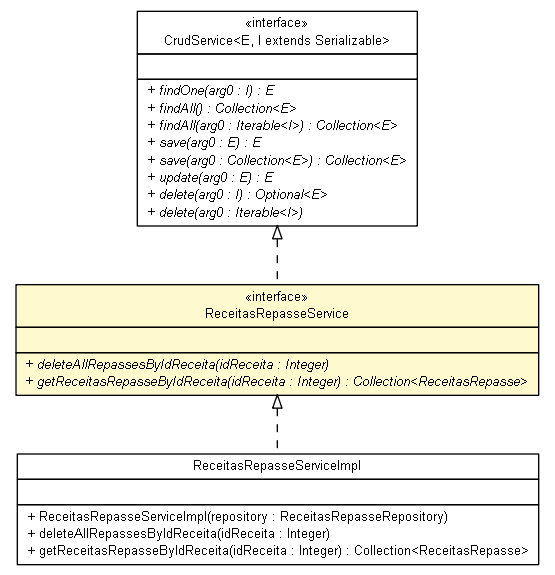 «interface»
CrudService<E, I extends Serializable>
+ findOne(arg0 : I) : E
+ findAll() : Collection<E>
+ findAll(arg0 : Iterable<I>) : Collection<E>
+ save(arg0 : E) : E
+ save(arg0 : Collection<E>) : Collection<E>
+ update(arg0 : E) : E
+ delete(arg0 : I) : Optional<E>
+ delete(arg0 : Iterable<I>)
«interface»
ReceitasRepasseService
+ deleteAllRepassesByIdReceita(idReceita : Integer)
+ getReceitasRepasseByIdReceita(idReceita : Integer) : Collection<ReceitasRepasse>
ReceitasRepasseServiceImpl
+ ReceitasRepasseServiceImpl(repository : ReceitasRepasseRepository)
+ deleteAllRepassesByIdReceita(idReceita : Integer)
+ getReceitasRepasseByIdReceita(idReceita : Integer) : Collection<ReceitasRepasse>